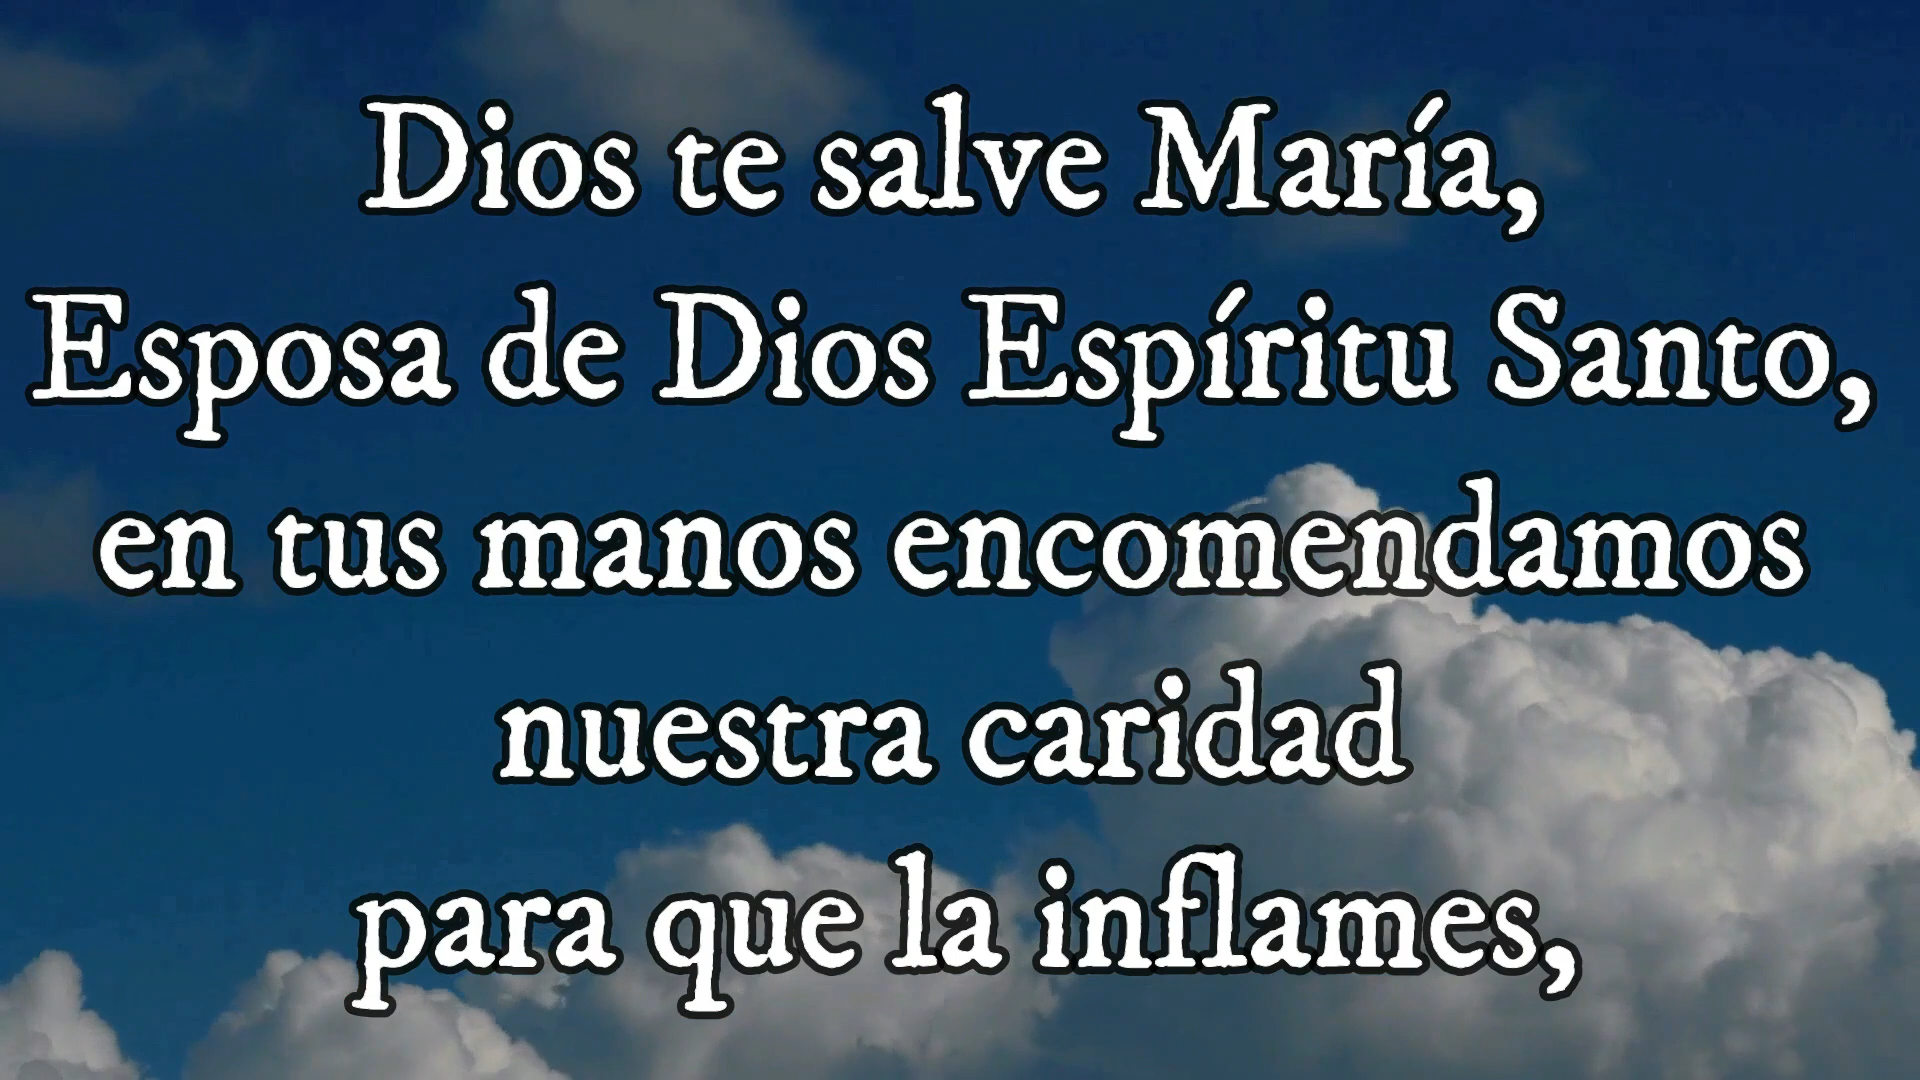 Dios te salve María,
Esposa de Dios Espíritu Santo,
en tus manos encomendamos
nuestra caridad
para que la inflames,